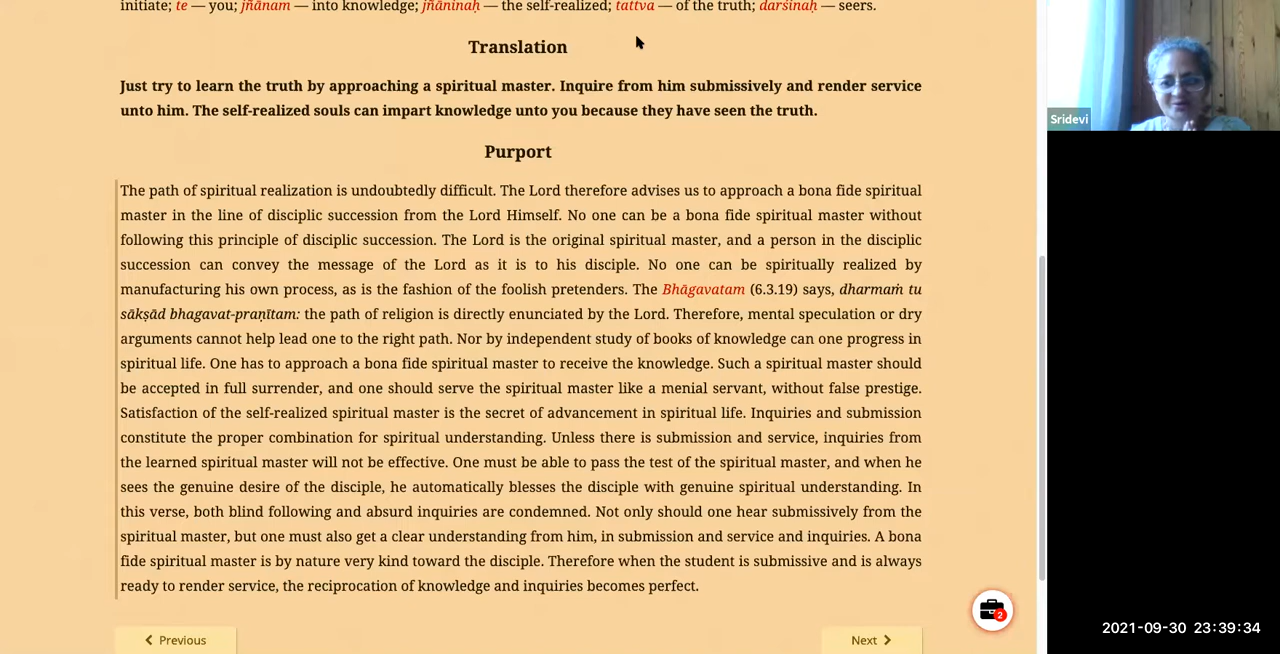 initiate; te — you; jñānam — into knowledge; jñāninaḥ — the self-realized; tattva — of the truth; darśinaḥ — seers.
Translation
Just try to learn the truth by approaching a spiritual master. Inquire from him submissively and render service
unto him. The self-realized souls can impart knowledge unto you because they have seen the truth.
Purport
The path of spiritual realization is undoubtedly difficult. The Lord therefore advises us to approach a bona fide spiritual
master in the line of disciplic succession from the Lord Himself. No one can be a bona fide spiritual master without
following this principle of disciplic succession. The Lord is the original spiritual master, and a person in the disciplic
succession can convey the message of the Lord as it is to his disciple. No one can be spiritually realized by
manufacturing his own process, as is the fashion of the foolish pretenders. The Bhāgavatam (6.3.19) says, dharmaṁ tu
sākṣād bhagavat-praṇītam: the path of religion is directly enunciated by the Lord. Therefore, mental speculation or dry
arguments cannot help lead one to the right path. Nor by independent study of books of knowledge can one progress in
spiritual life. One has to approach a bona fide spiritual master to receive the knowledge. Such a spiritual master should
be accepted in full surrender, and one should serve the spiritual master like a menial servant, without false prestige.
Satisfaction of the self-realized spiritual master is the secret of advancement in spiritual life. Inquiries and submission
constitute the proper combination for spiritual understanding. Unless there is submission and service, inquiries from
the learned spiritual master will not be effective. One must be able to pass the test of the spiritual master, and when he
sees the genuine desire of the disciple, he automatically blesses the disciple with genuine spiritual understanding. In
this verse, both blind following and absurd inquiries are condemned. Not only should one hear submissively from the
spiritual master, but one must also get a clear understanding from him, in submission and service and inquiries. A bona
fide spiritual master is by nature very kind toward the disciple. Therefore when the student is submissive and is always
ready to render service, the reciprocation of knowledge and inquiries becomes perfect.
Previous
Next
2
Sridevi
2021-09-30 23:39:34